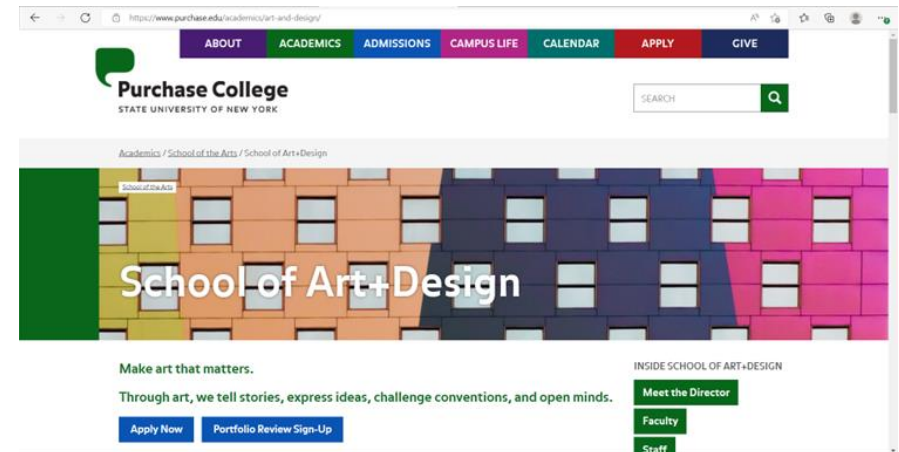 https://www.purchase.edu/academics/art-and-design/
ABOUT ACADEMICS ADMISSIONS CAMPUS LIFE CALENDAR APPLY GIVE
Purchase College
STATE UNIVERSITY OF NEW YORK
SEARCH
Academics / School of the Arts / School of Art+Design
School of the Arts
School of Art+Design
Make art that matters.
Through art, we tell stories, express ideas, challenge conventions, and open minds.
Apply Now Portfolio Review Sign-Up
INSIDE SCHOOL OF ART+DESIGN
Meet the Director
Faculty
Staff